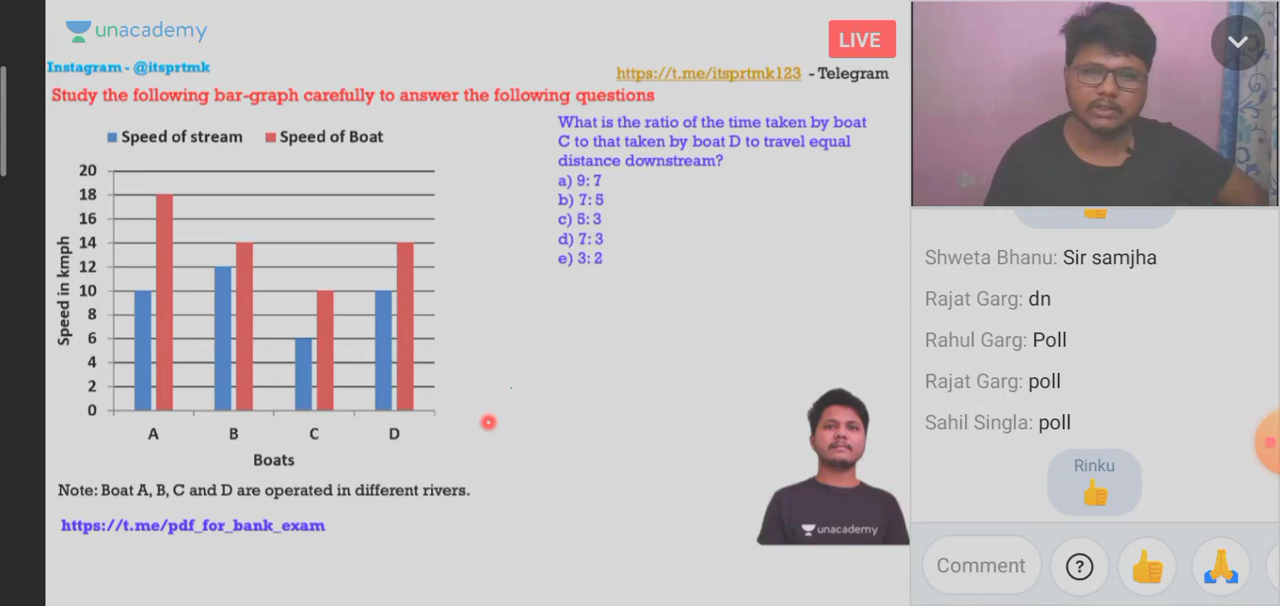 unacademy
LIVE
Instagram - @itsprtmk
https://t.me/itsprtmk123 - Telegram
Study the following bar-graph carefully to answer the following questions
Speed of stream Speed of Boat
20
18
16
14
12
10
8
6
4
2
0
Speed in kmph
A B C D
Boats
Note: Boat A, B, C and D are operated in different rivers.
https://t.me/pdf_for_bank_exam
What is the ratio of the time taken by boat
C to that taken by boat D to travel equal
distance downstream?
a) 9:7
b) 7:5
c) 5:3
d) 7:3
e) 3:2
unacademy
Shweta Bhanu: Sir samjha
Rajat Garg: dn
Rahul Garg: Poll
Rajat Garg: poll
Sahil Singla: poll
Rinku
Comment
?